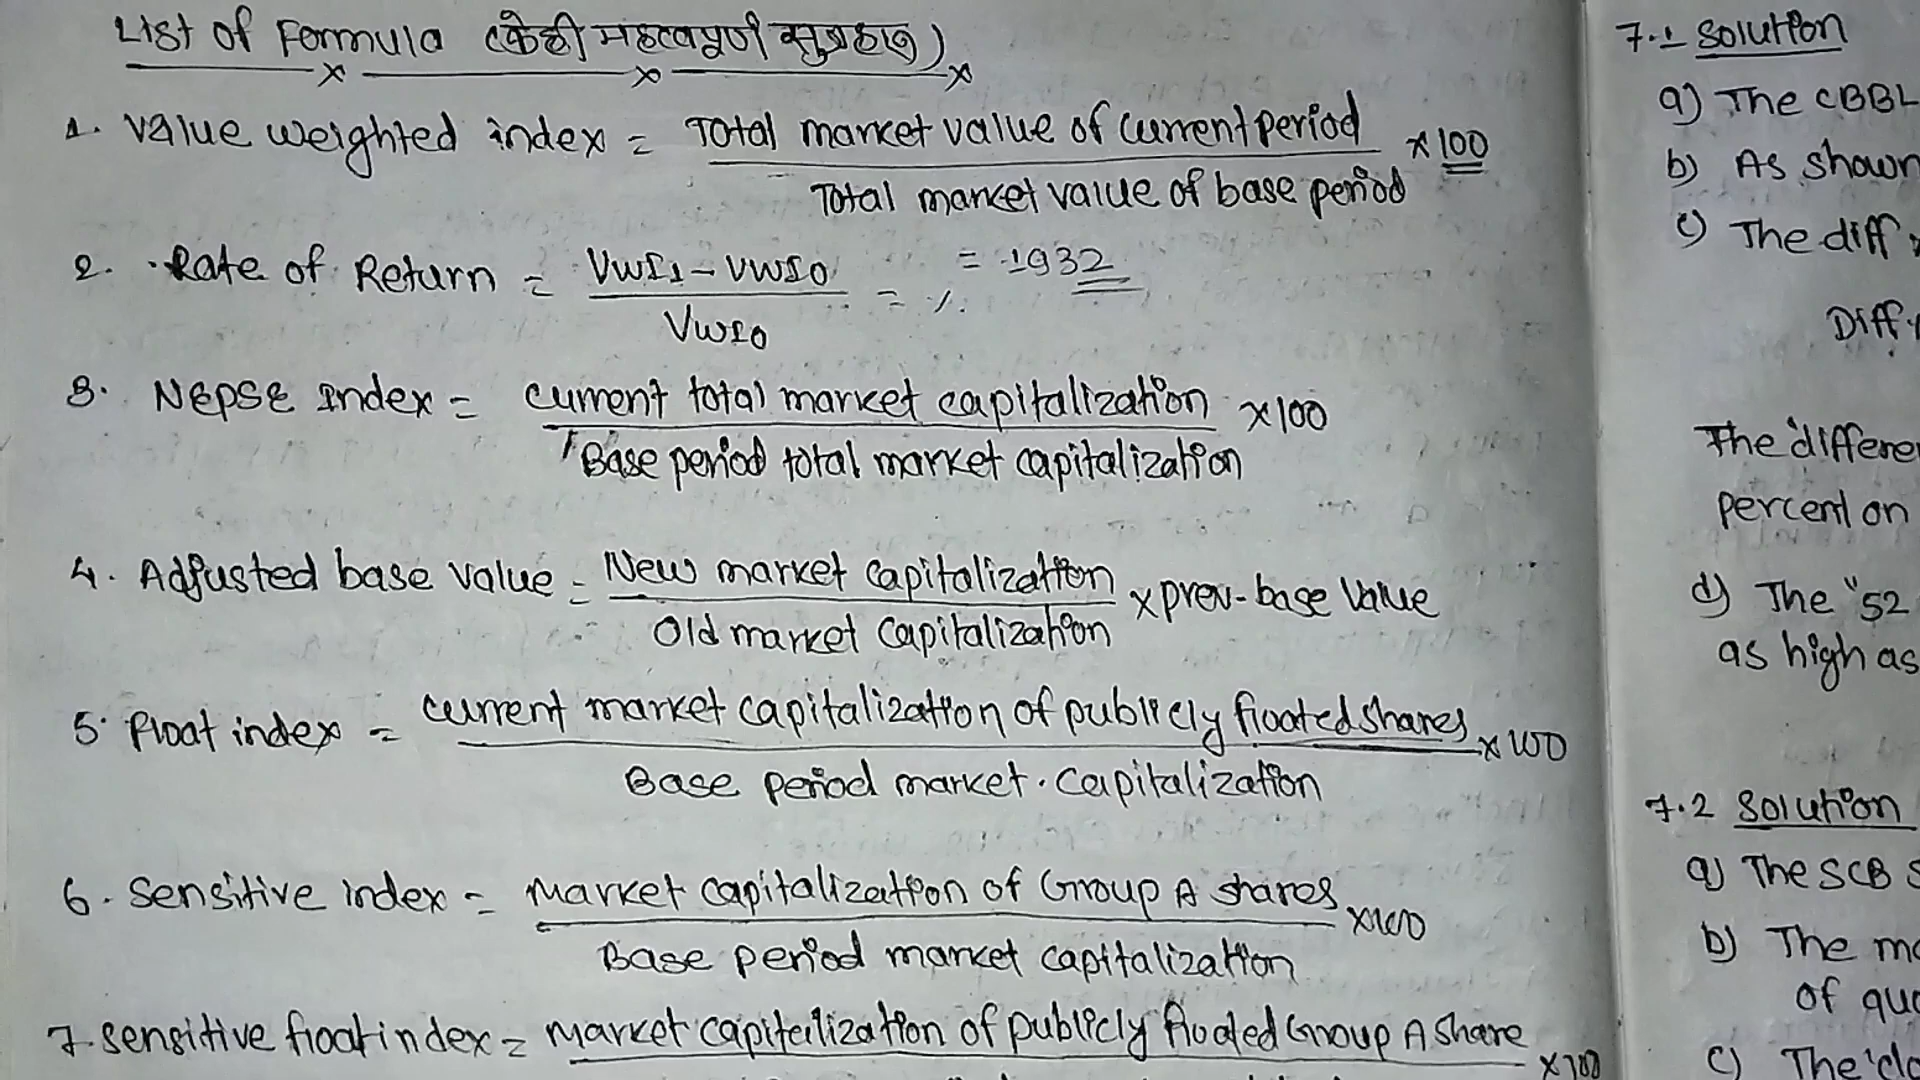 List of Formula (केही महत्वपूर्ण सुत्रहरु)
1. Value weighted index = Total market value of current period × 100
Total market value of base period
2. Rate of Return = VWI1 - VWI0 = %. = 1932
VWI0
3. NEPSE Index = current total market capitalization × 100
Base period total market capitalization
4. Adjusted base value = New market capitalization × prev-base value
Old market capitalization
5. Float index = current market capitalization of publicly floated shares × 100
Base period market capitalization
6. Sensitive index = Market capitalization of Group A shares × 100
Base period market capitalization
7. sensitive float index = market capitalization of publicly floated Group A share × 100
7.1 Solution
a) The CBBL
b) As shown
c) The diff
Diff
The differe
percent on
d) The "52
as high as
7.2 Solution
a) The SCB S
b) The mo
of quo
c) The clo